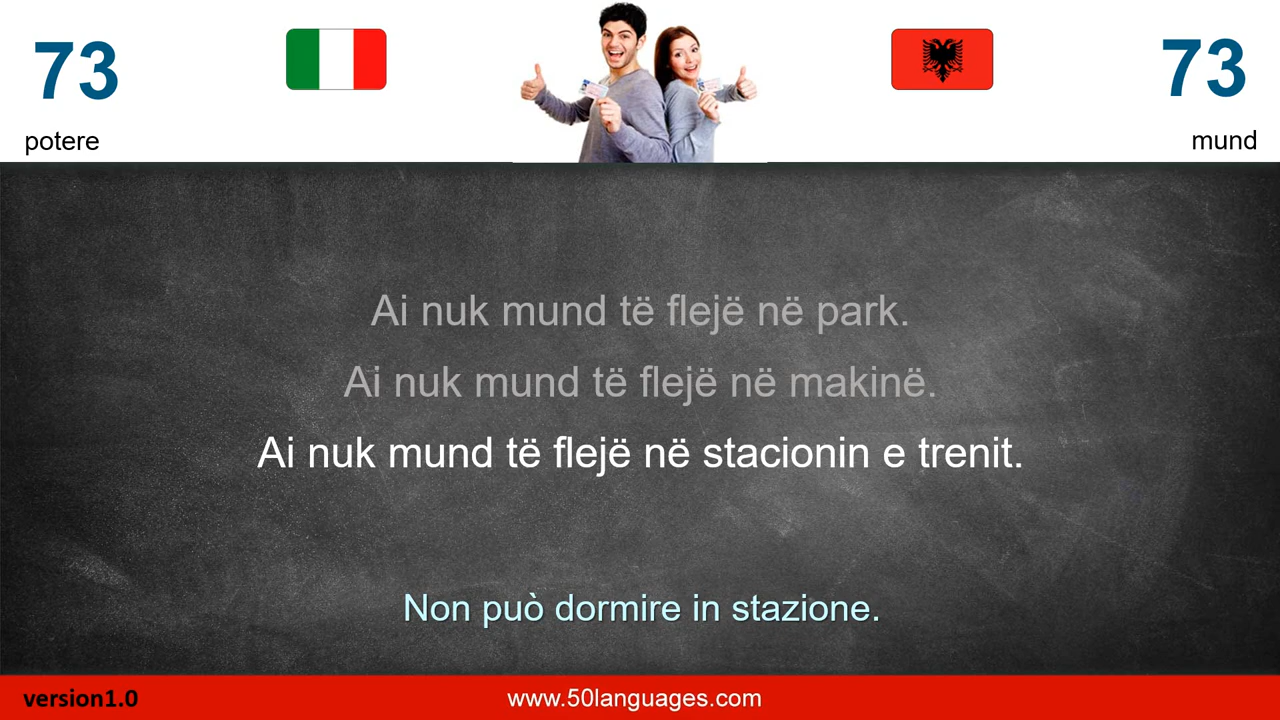 73
73
potere
mund
Ai nuk mund të flejë në park.
Ai nuk mund të flejë në makinë.
Ai nuk mund të flejë në stacionin e trenit.
Non può dormire in stazione.
version1.0
www.50languages.com